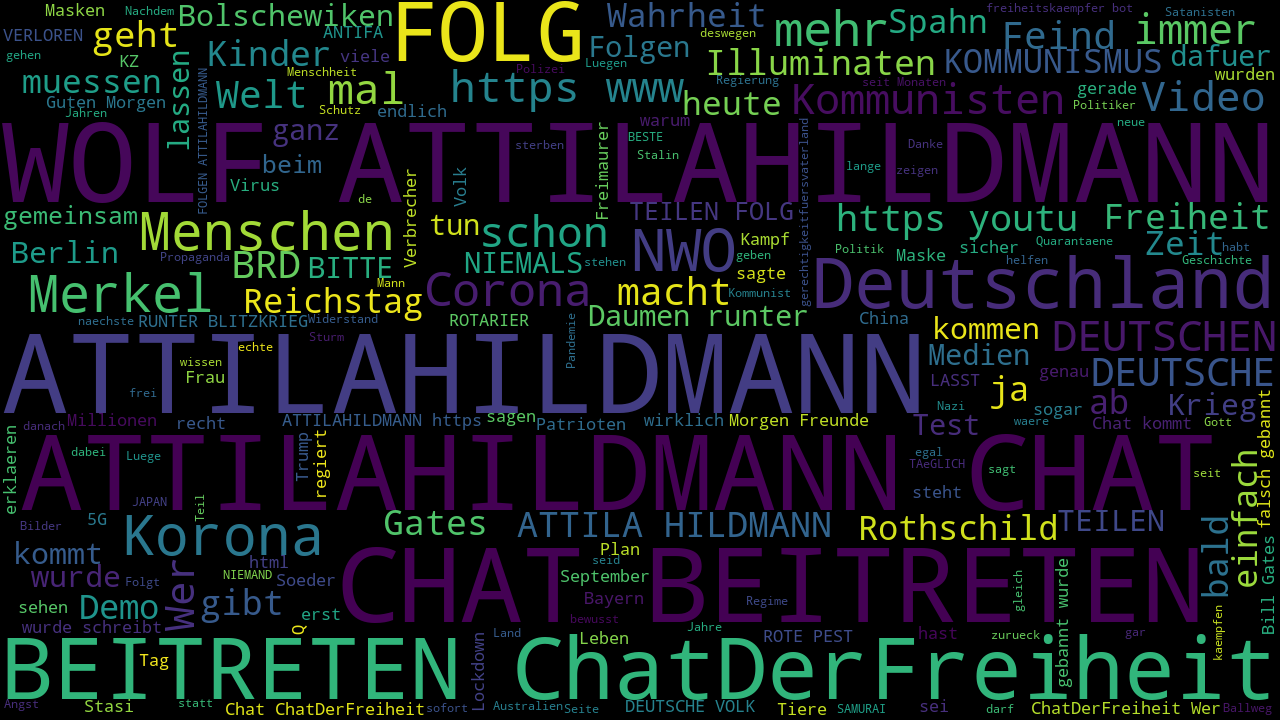 Masken
Nachdem
Bolschewiken
FOLG
Wahrheit
deswegen
mehr
Spahn
freiheitskaempfer bot
Satanisten
VERLOREN
geht
ANTIFA
Folgen
Feind
immer
gehen
KZ
Kinder
viele
Luegen
Illuminaten
KOMMUNISMUS
dafuer
muessen
lassen
Menschheit
Polizei
Regierung
seit Monaten
wurden
Welt
mal
https
www
heute
Kommunisten
gerade
Video
Guten Morgen
Jahren
Schutz
endlich
Politiker
WOLF ATTILAHILDMANN
FOLGEN ATTILAHILDMANN
ganz
warum
neue
beim
sterben
BESTE
Stalin
Danke
lange
zeigen
Virus
Volk
Freimaurer
de
Verbrecher
gerechtigkeitfuersvaterland
gemeinsam
Menschen
tun
schon
TEILEN FOLG
https youtu
Freiheit
Berlin
Propaganda
BRD
BITTE
NIEMALS
stehen
NWO
Kampf
geben
Politik
Maske
sicher
Quarantaene
Zeit
habt
helfen
Geschichte
Merkel
Reichstag
Mann
Corona
macht
sagte
Kommunist
Deutschland
naechste
RUNTER BLITZKRIEG
Widerstand
ROTARIER
Daumen runter
China
kommen
DEUTSCHEN
Sturm
Pandemie
ATTILAHILDMANN
echte
wissen
Frau
frei
Medien
DEUTSCHE
LASST
genau
ja
ab
Krieg
Nazi
sogar
Millionen
recht
ATTILAHILDMANN https
sagen
Patrioten
wirklich
Morgen Freunde
Test
waere
Chat kommt
Gott
danach
erklaeren
ATTILAHILDMANN CHAT
dabei
Luege
Trump
regiert
egal
TAeGLICH
sagt
seit
steht
JAPAN
Teil
einfach
Bill Gates falsch gebannt
Bilder
5G
Korona
Gates
ATTILA HILDMANN
Rothschild
TEILEN
kommt
html
Plan
seid
bald
wurde
Folgt
Wer
NIEMAND
Soeder
September
CHAT BEITRETEN
sehen
Demo
gibt
erst
Bayern
Regime
gleich
gebannt wurde
wurde schreibt
Q
bewusst
Jahre
BEITRETEN ChatDerFreiheit
Tag
Lockdown
Land
Leben
ROTE PEST
hast
zurueck
gar
kaempfen
Angst
Stasi
statt
Chat ChatDerFreiheit
sofort
Australien
Seite
DEUTSCHE VOLK
Tiere
SAMURAI
sei
darf
ChatDerFreiheit Wer
Ballweg